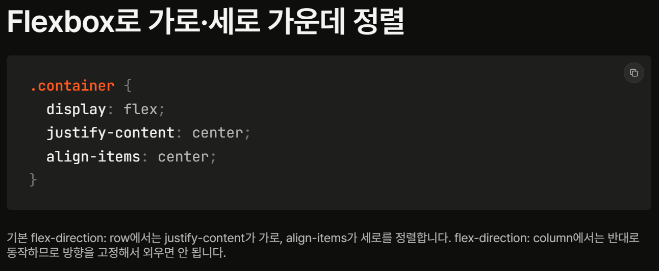 Flexbox로 가로·세로 가운데 정렬
.container {
  display: flex;
  justify-content: center;
  align-items: center;
}
기본 flex-direction: row에서는 justify-content가 가로, align-items가 세로를 정렬합니다. flex-direction: column에서는 반대로
동작하므로 방향을 고정해서 외우면 안 됩니다.